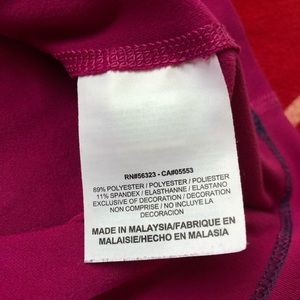 RN#56323 - CA#05553
89% POLYESTER / POLYESTER / POLIESTER
11% SPANDEX / ELASTHANNE / ELASTANO
EXCLUSIVE OF DECORATION / DECORATION
NON COMPRISE / NO INCLUYE LA
DECORACION
MADE IN MALAYSIA/FABRIQUE EN
MALAISIE/HECHO EN MALASIA